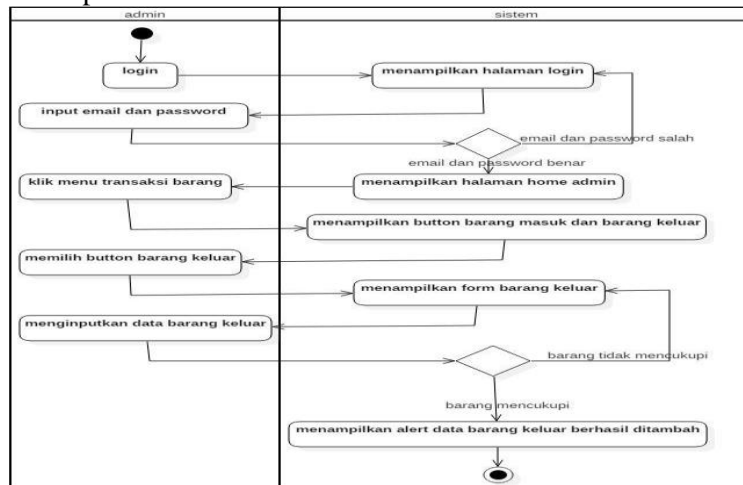 admin
sistem
login
menampilkan halaman login
input email dan password
email dan password salah
email dan password benar
klik menu transaksi barang
menampilkan halaman home admin
menampilkan button barang masuk dan barang keluar
memilih button barang keluar
menampilkan form barang keluar
menginputkan data barang keluar
barang tidak mencukupi
barang mencukupi
menampilkan alert data barang keluar berhasil ditambah